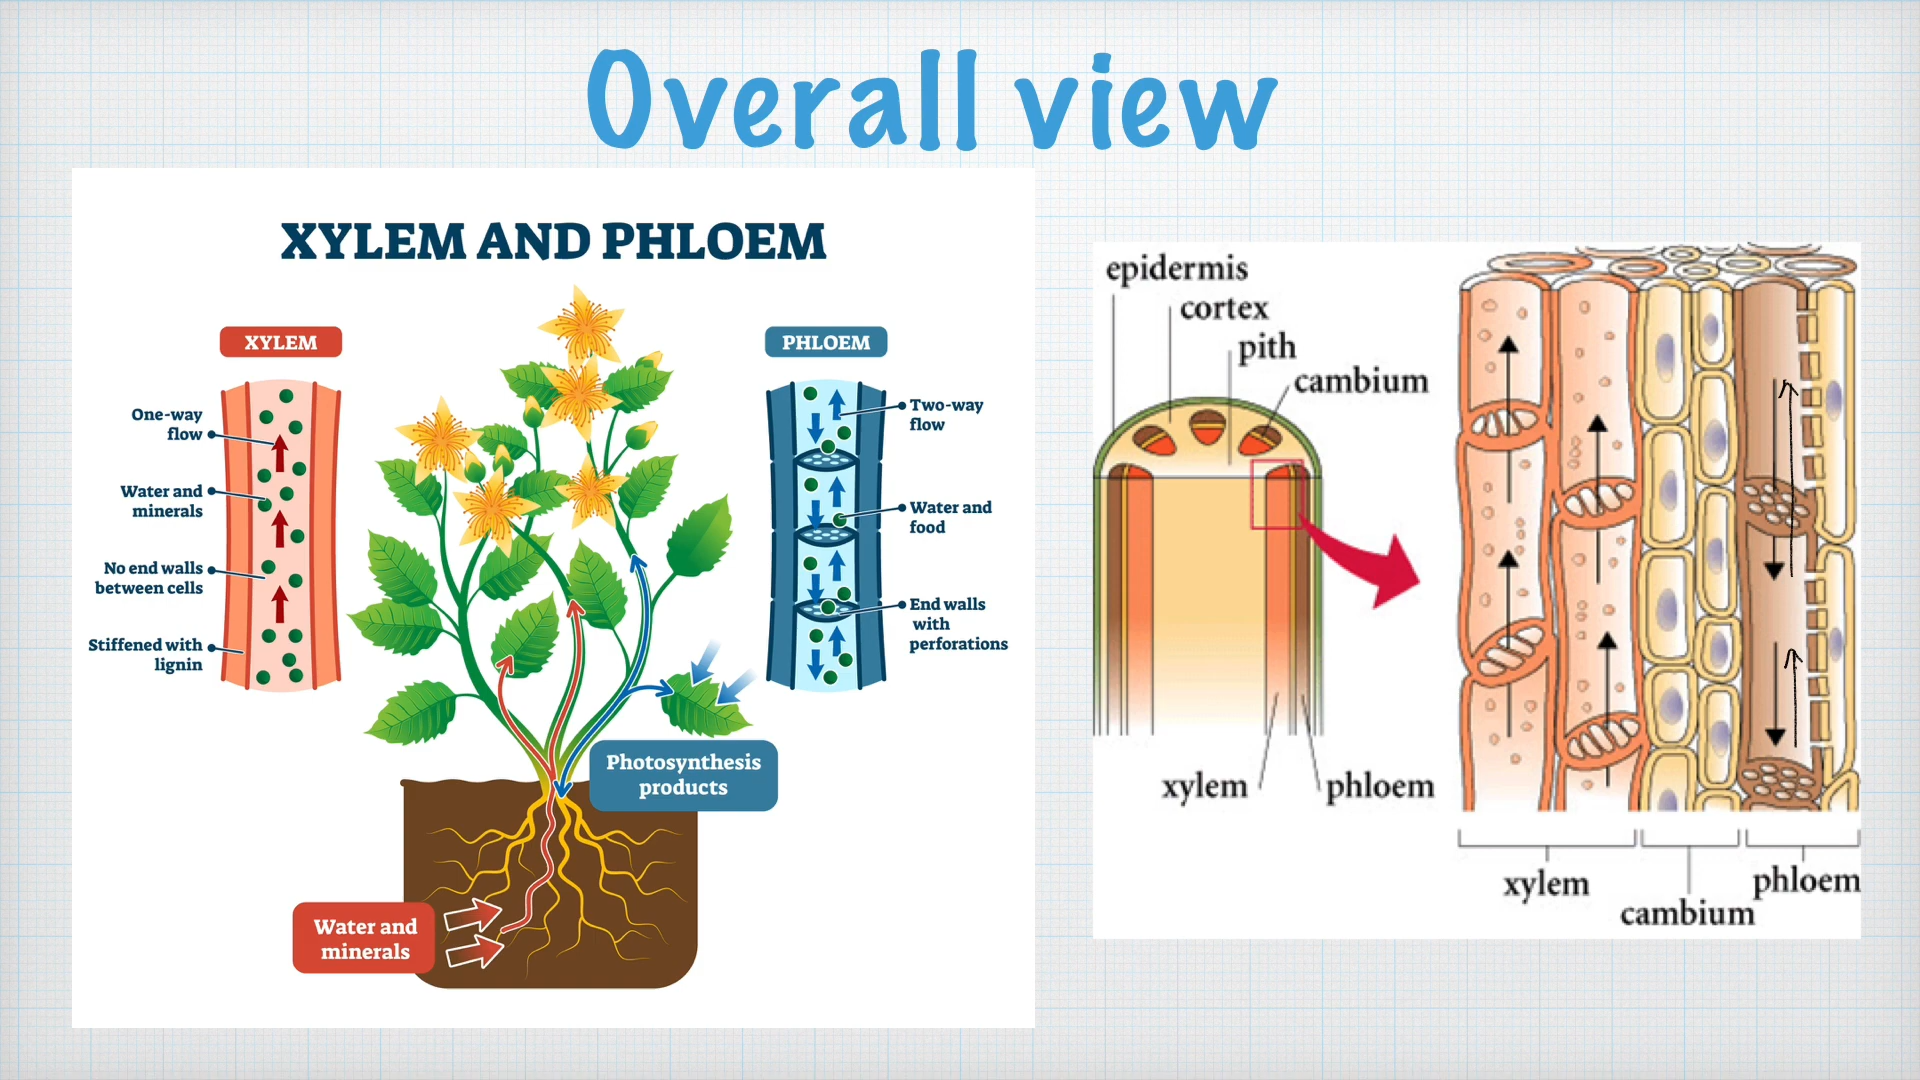 Overall view
XYLEM AND PHLOEM
XYLEM
One-way
flow
Water and
minerals
No end walls
between cells
Stiffened with
lignin
PHLOEM
Two-way
flow
Water and
food
End walls
with
perforations
Photosynthesis
products
Water and
minerals
epidermis
cortex
pith
cambium
xylem
phloem
xylem
cambium
phloem